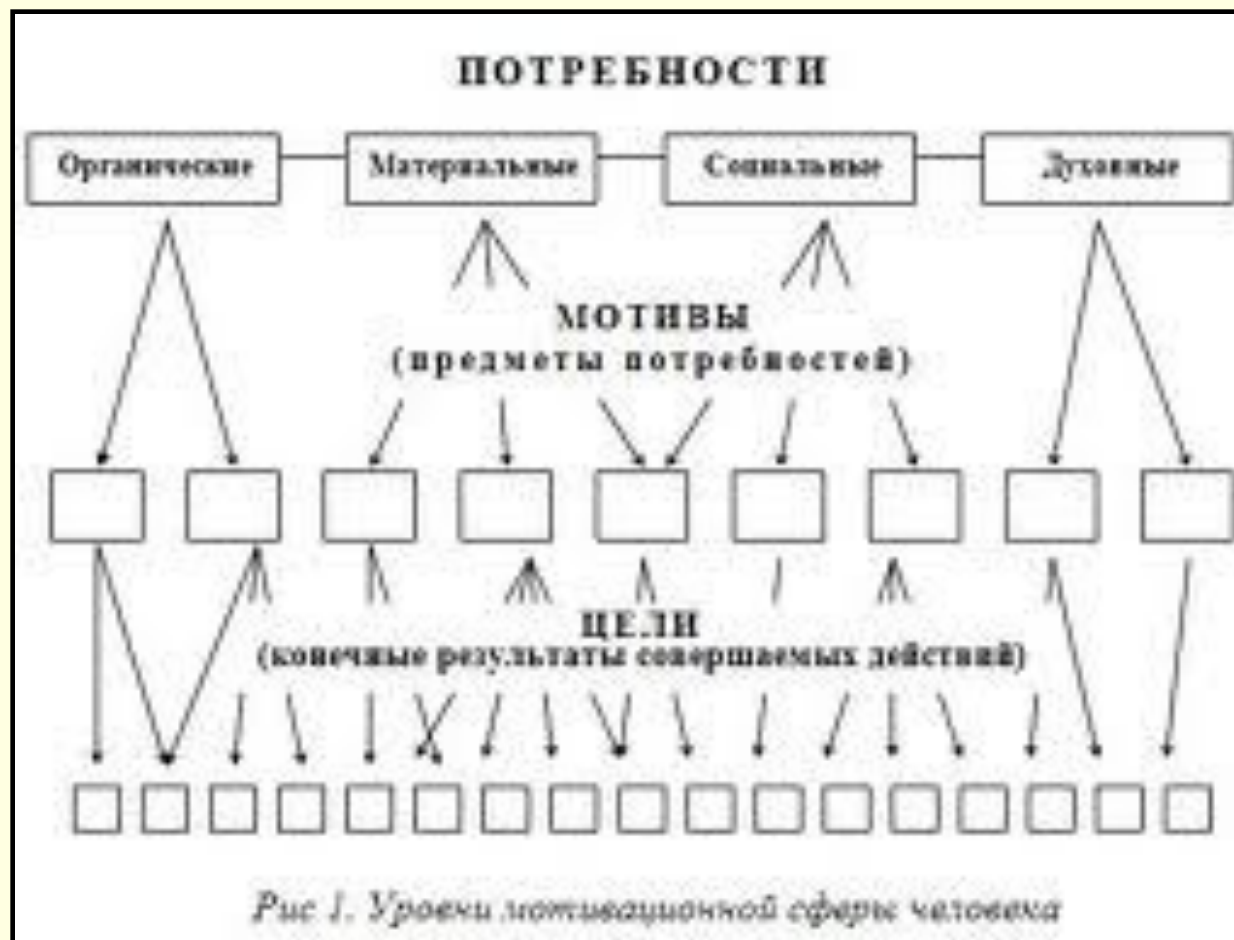 ПОТРЕБНОСТИ
Органические Материальные Социальные Духовные
МОТИВЫ
(предметы потребностей)
ЦЕЛИ
(конечные результаты совершаемых действий)
Рис 1. Уровни мотивационной сферы человека